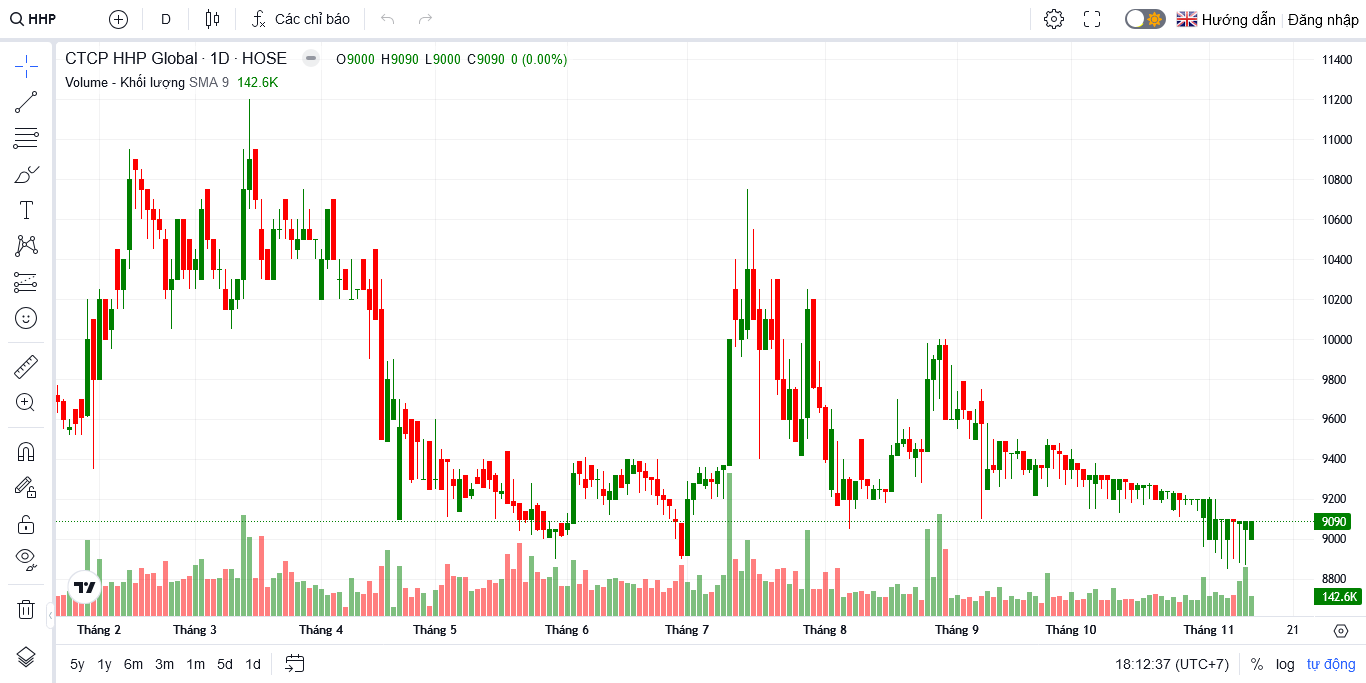 HHP D Các chỉ báo Hướng dẫn Đăng nhập
CTCP HHP Global · 1D · HOSE O9000 H9090 L9000 C9090 0 (0.00%)
Volume - Khối lượng SMA 9 142.6K
11400
11200
11000
10800
10600
10400
10200
10000
9800
9600
9400
9200
9090
9000
8800
142.6K
Tháng 2 Tháng 3 Tháng 4 Tháng 5 Tháng 6 Tháng 7 Tháng 8 Tháng 9 Tháng 10 Tháng 11 21
5y 1y 6m 3m 1m 5d 1d 18:12:37 (UTC+7) % log tự động